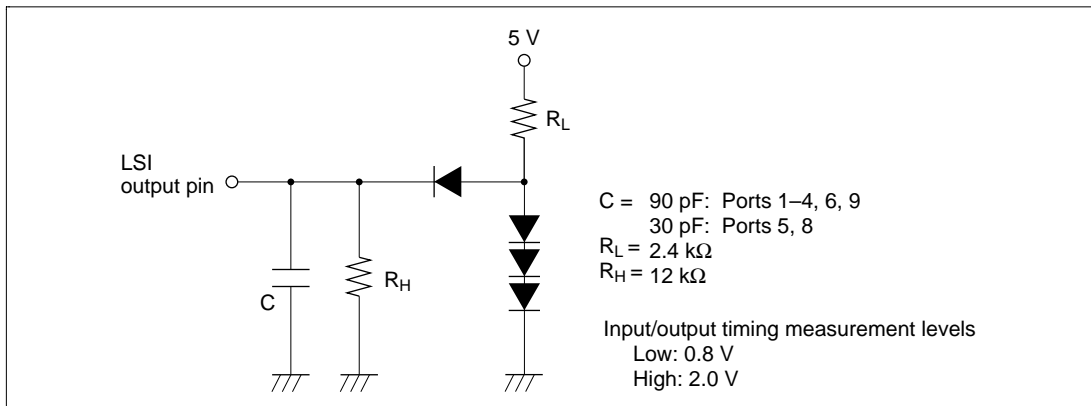 5 V
R_L
LSI
output pin
C
R_H
C = 90 pF: Ports 1–4, 6, 9
30 pF: Ports 5, 8
R_L = 2.4 kΩ
R_H = 12 kΩ
Input/output timing measurement levels
Low: 0.8 V
High: 2.0 V